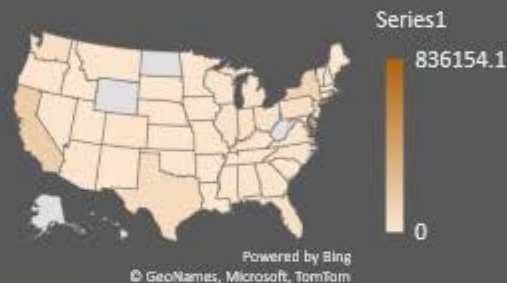 Series1
836154.1
0
Powered by Bing
© GeoNames, Microsoft, TomTom